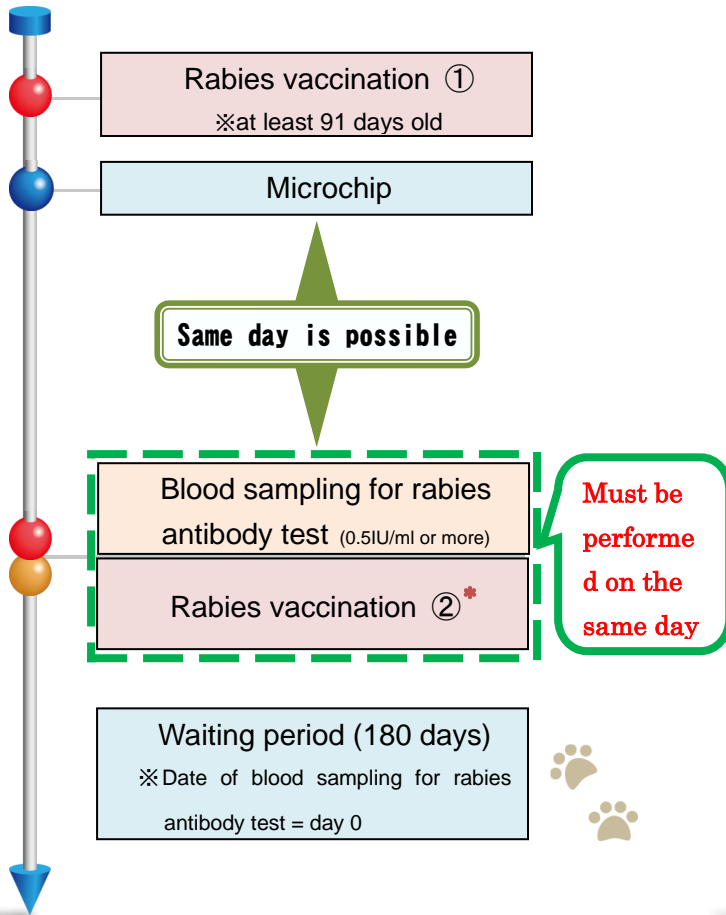 Rabies vaccination ①
※at least 91 days old
Microchip
Same day is possible
Blood sampling for rabies
antibody test (0.5IU/ml or more)
Rabies vaccination ②*
Must be
performe
d on the
same day
Waiting period (180 days)
※Date of blood sampling for rabies
antibody test = day 0